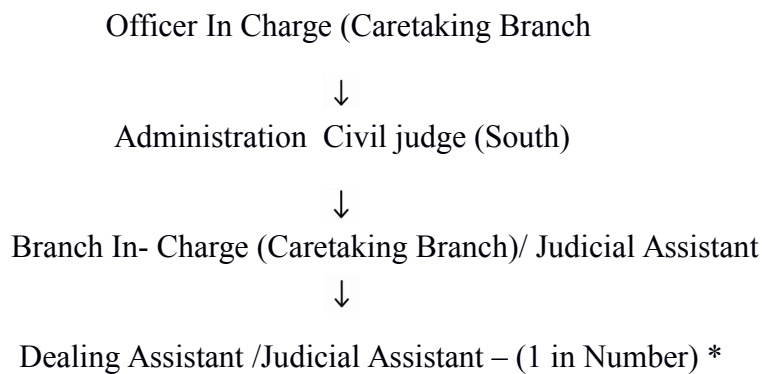 Officer In Charge (Caretaking Branch
↓
Administration  Civil judge (South)
↓
Branch In- Charge (Caretaking Branch)/ Judicial Assistant
↓
Dealing Assistant /Judicial Assistant – (1 in Number) *